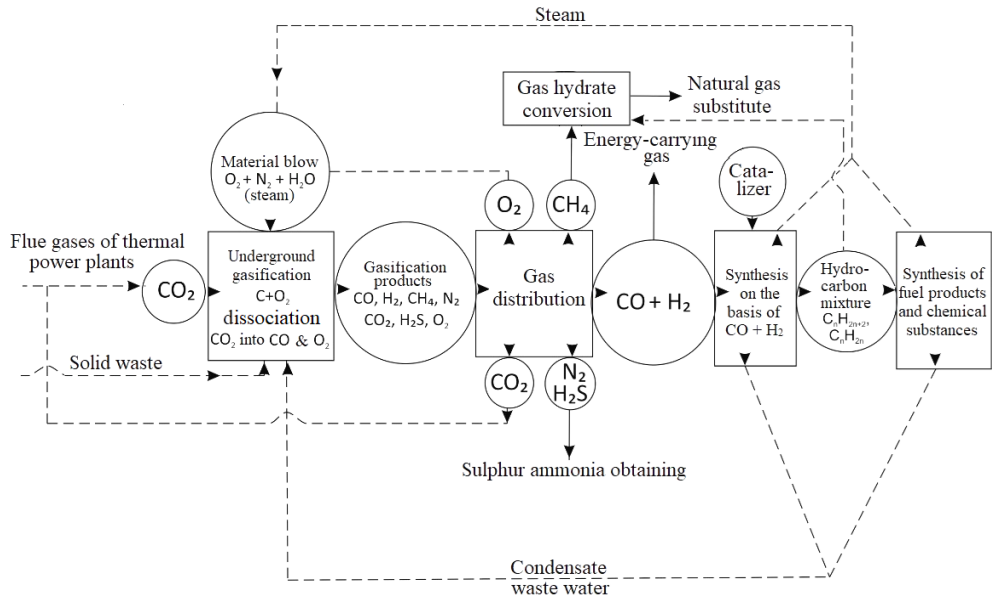 Steam
Gas hydrate
conversion
Natural gas
substitute
Energy-carrying
gas
Material blow
O₂ + N₂ + H₂O
(steam)
O₂
CH₄
Cata-
lizer
Flue gases of thermal
power plants
CO₂
Underground
gasification
C+O₂
dissociation
CO₂ into CO & O₂
Gasification
products
CO, H₂, CH₄, N₂
CO₂, H₂S, O₂
Gas
distribution
CO + H₂
Synthesis
on the
basis of
CO + H₂
Hydro-
carbon
mixture
CₙH₂ₙ₊₂,
CₙH₂ₙ
Synthesis of
fuel products
and chemical
substances
Solid waste
CO₂
N₂
H₂S
Sulphur ammonia obtaining
Condensate
waste water